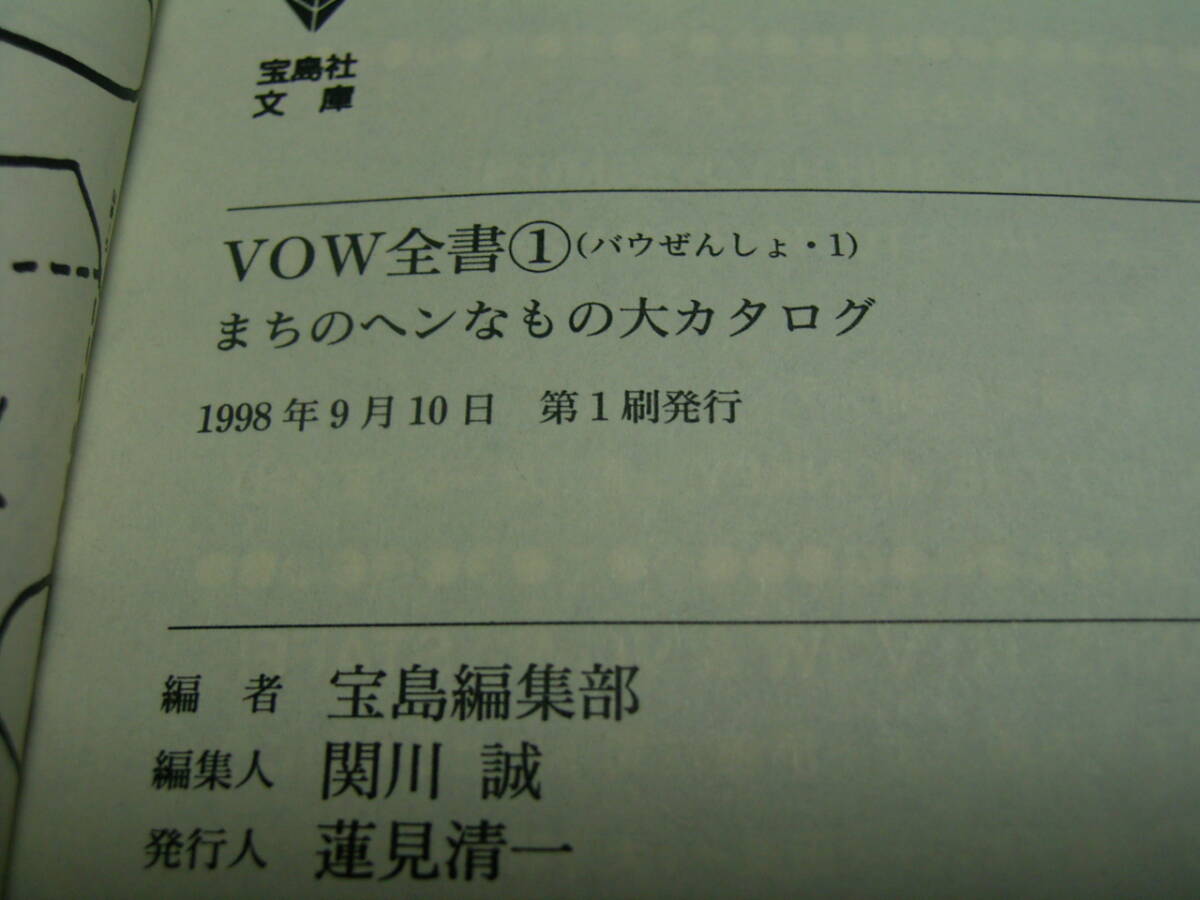 宝島社
文庫
VOW全書①(バウぜんしょ・1)
まちのヘンなもの大カタログ
1998年9月10日 第1刷発行
編者 宝島編集部
編集人 関川 誠
発行人 蓮見清一